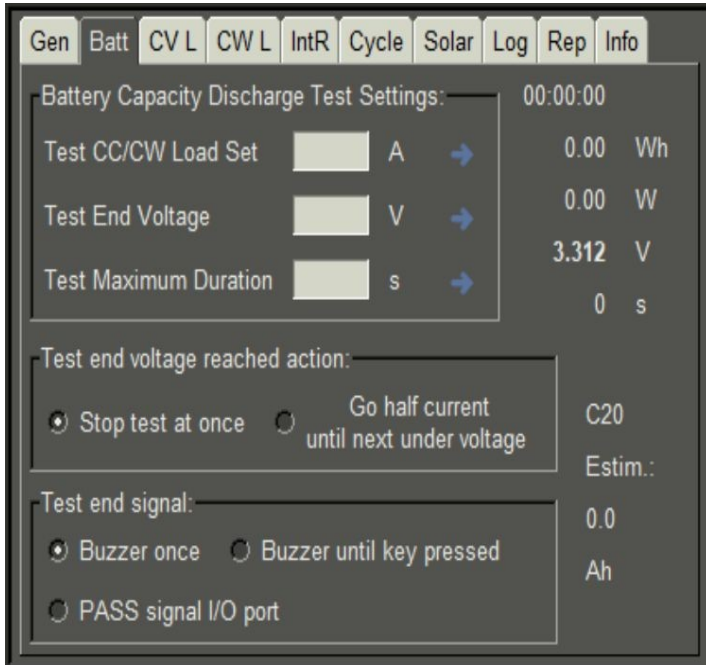 Gen Batt CV L CW L IntR Cycle Solar Log Rep Info
Battery Capacity Discharge Test Settings: 00:00:00
Test CC/CW Load Set A 0.00 Wh
Test End Voltage V 0.00 W
3.312 V
Test Maximum Duration s 0 s
Test end voltage reached action:
Stop test at once Go half current
until next under voltage
C20
Estim.:
0.0
Ah
Test end signal:
Buzzer once Buzzer until key pressed
PASS signal I/O port